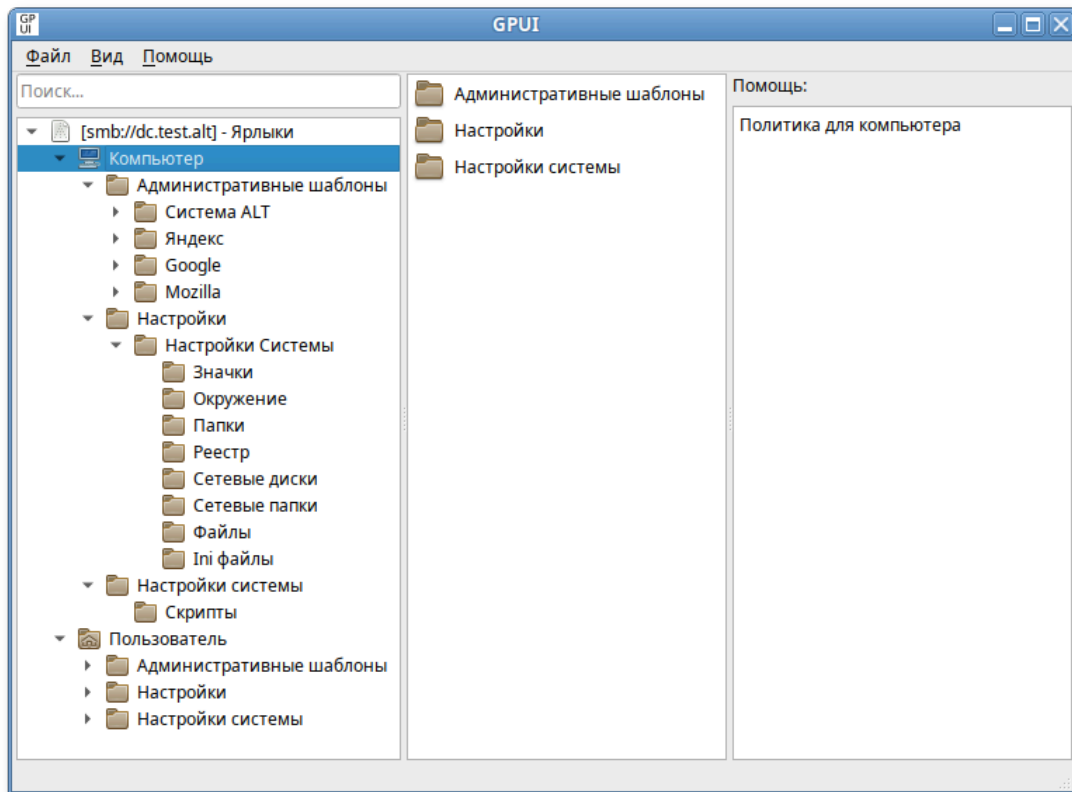 GP
UI
GPUI
Файл Вид Помощь
Поиск...
[smb://dc.test.alt] - Ярлыки
Компьютер
Административные шаблоны
Система ALT
Яндекс
Google
Mozilla
Настройки
Настройки Системы
Значки
Окружение
Папки
Реестр
Сетевые диски
Сетевые папки
Файлы
Ini файлы
Настройки системы
Скрипты
Пользователь
Административные шаблоны
Настройки
Настройки системы
Административные шаблоны
Настройки
Настройки системы
Помощь:
Политика для компьютера